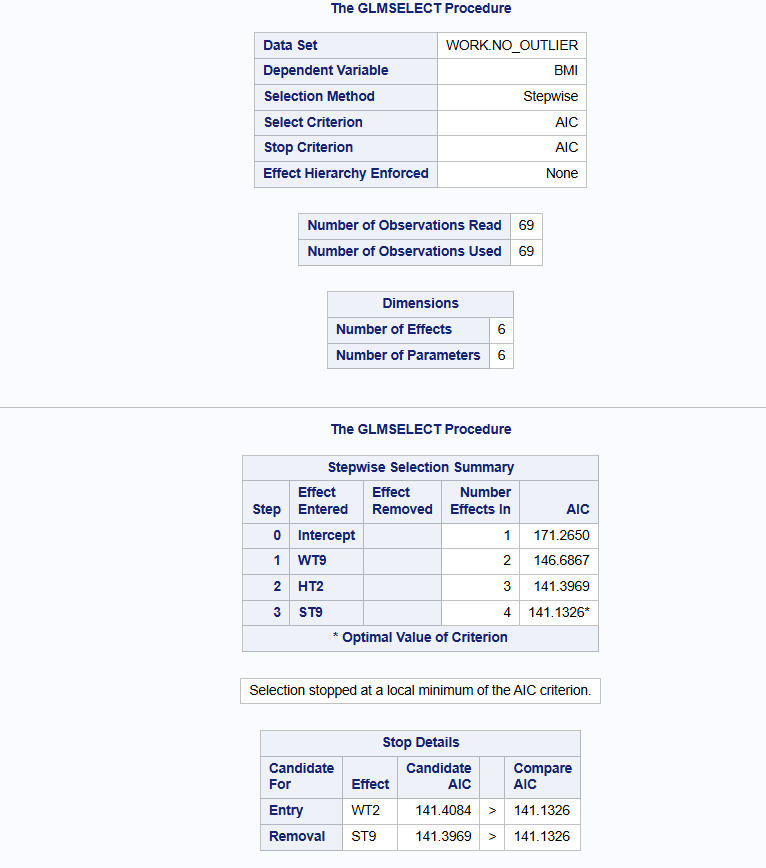 The GLMSELECT Procedure
Data Set WORK.NO_OUTLIER
Dependent Variable BMI
Selection Method Stepwise
Select Criterion AIC
Stop Criterion AIC
Effect Hierarchy Enforced None
Number of Observations Read 69
Number of Observations Used 69
Dimensions
Number of Effects 6
Number of Parameters 6
The GLMSELECT Procedure
Stepwise Selection Summary
Step Effect Entered Effect Removed Number Effects In AIC
0 Intercept 1 171.2650
1 WT9 2 146.6867
2 HT2 3 141.3969
3 ST9 4 141.1326*
* Optimal Value of Criterion
Selection stopped at a local minimum of the AIC criterion.
Stop Details
Candidate For Effect Candidate AIC Compare AIC
Entry WT2 141.4084 > 141.1326
Removal ST9 141.3969 > 141.1326